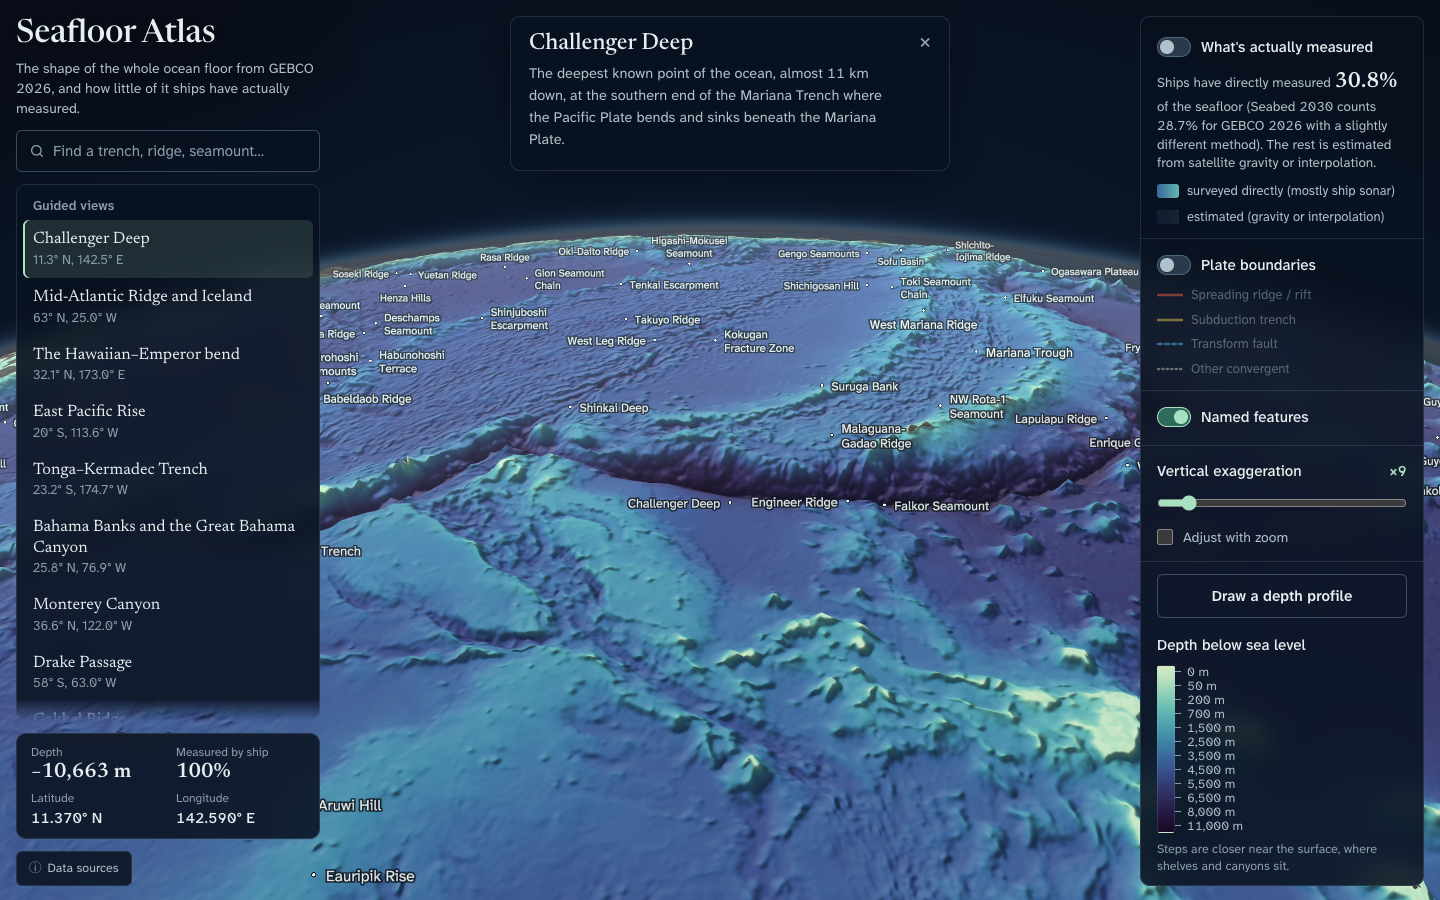 Seafloor Atlas
The shape of the whole ocean floor from GEBCO
2026, and how little of it ships have actually
measured.
Find a trench, ridge, seamount...
Guided views
Challenger Deep
11.3° N, 142.5° E
Mid-Atlantic Ridge and Iceland
63° N, 25.0° W
The Hawaiian–Emperor bend
32.1° N, 173.0° E
East Pacific Rise
20° S, 113.6° W
Tonga–Kermadec Trench
23.2° S, 174.7° W
Bahama Banks and the Great Bahama
Canyon
25.8° N, 76.9° W
Monterey Canyon
36.6° N, 122.0° W
Drake Passage
58° S, 63.0° W
Gakkel Ridge
Depth
−10,663 m
Measured by ship
100%
Latitude
11.370° N
Longitude
142.590° E
Data sources
Challenger Deep
×
The deepest known point of the ocean, almost 11 km
down, at the southern end of the Mariana Trench where
the Pacific Plate bends and sinks beneath the Mariana
Plate.
Higashi-Mokusei
Seamount
Oki-Daito Ridge
Rasa Ridge
Gengo Seamounts
Sofu Basin
Shichito-
Iojima Ridge
Ogasawara Plateau
Soseki Ridge
Yuetan Ridge
Gion Seamount
Chain
Tenkai Escarpment
Shichigosan Hill
Toki Seamount
Chain
Eifuku Seamount
Henza Hills
eamount
Deschamps
Seamount
Shinjuboshi
Escarpment
Takuyo Ridge
West Mariana Ridge
a Ridge
West Leg Ridge
Kokugan
Fracture Zone
Mariana Trough
Fry
rohoshi
mounts
Habunohoshi
Terrace
Babeldaob Ridge
Shinkai Deep
Suruga Bank
NW Rota-1
Seamount
Lapulapu Ridge
Malaguana-
Gadao Ridge
Enrique G
Challenger Deep
Engineer Ridge
Falkor Seamount
Trench
Aruwi Hill
Eauripik Rise
What's actually measured
Ships have directly measured 30.8%
of the seafloor (Seabed 2030 counts
28.7% for GEBCO 2026 with a slightly
different method). The rest is estimated
from satellite gravity or interpolation.
surveyed directly (mostly ship sonar)
estimated (gravity or interpolation)
Plate boundaries
Spreading ridge / rift
Subduction trench
Transform fault
Other convergent
Named features
Vertical exaggeration
×9
Adjust with zoom
Draw a depth profile
Depth below sea level
0 m
50 m
200 m
700 m
1,500 m
2,500 m
3,500 m
4,500 m
5,500 m
6,500 m
8,000 m
11,000 m
Steps are closer near the surface, where
shelves and canyons sit.